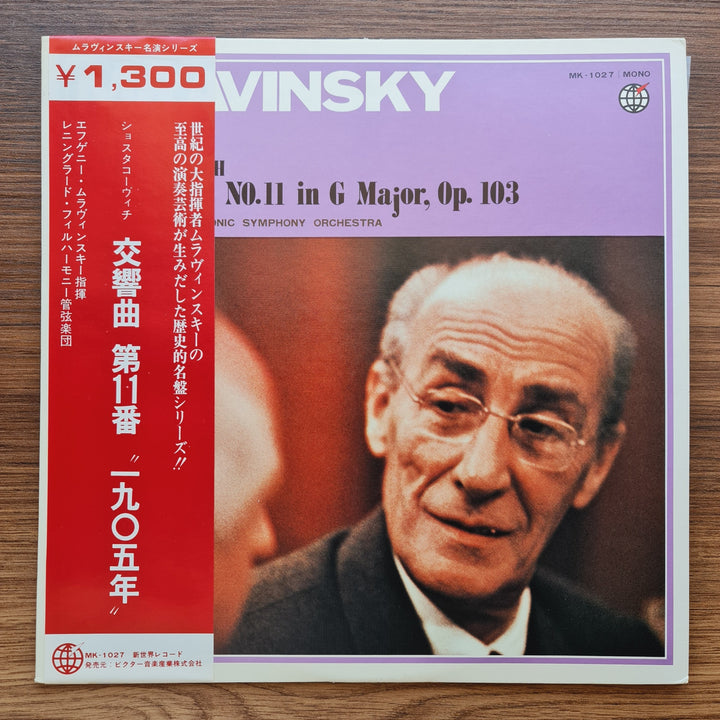 ムラヴィンスキー名演シリーズ
¥1,300
世紀の大指揮者ムラヴィンスキーの
至高の演奏芸術が生みだした歴史的名盤シリーズ!!
ショスタコーヴィチ
交響曲 第11番 〝一九〇五年〟
エフゲニー・ムラヴィンスキー指揮
レニングラード・フィルハーモニー管弦楽団
MK-1027 新世界レコード
発売元:ビクター音楽産業株式会社
VINSKY
MK-1027 MONO
H
NO.11 in G Major, Op. 103
ONIC SYMPHONY ORCHESTRA